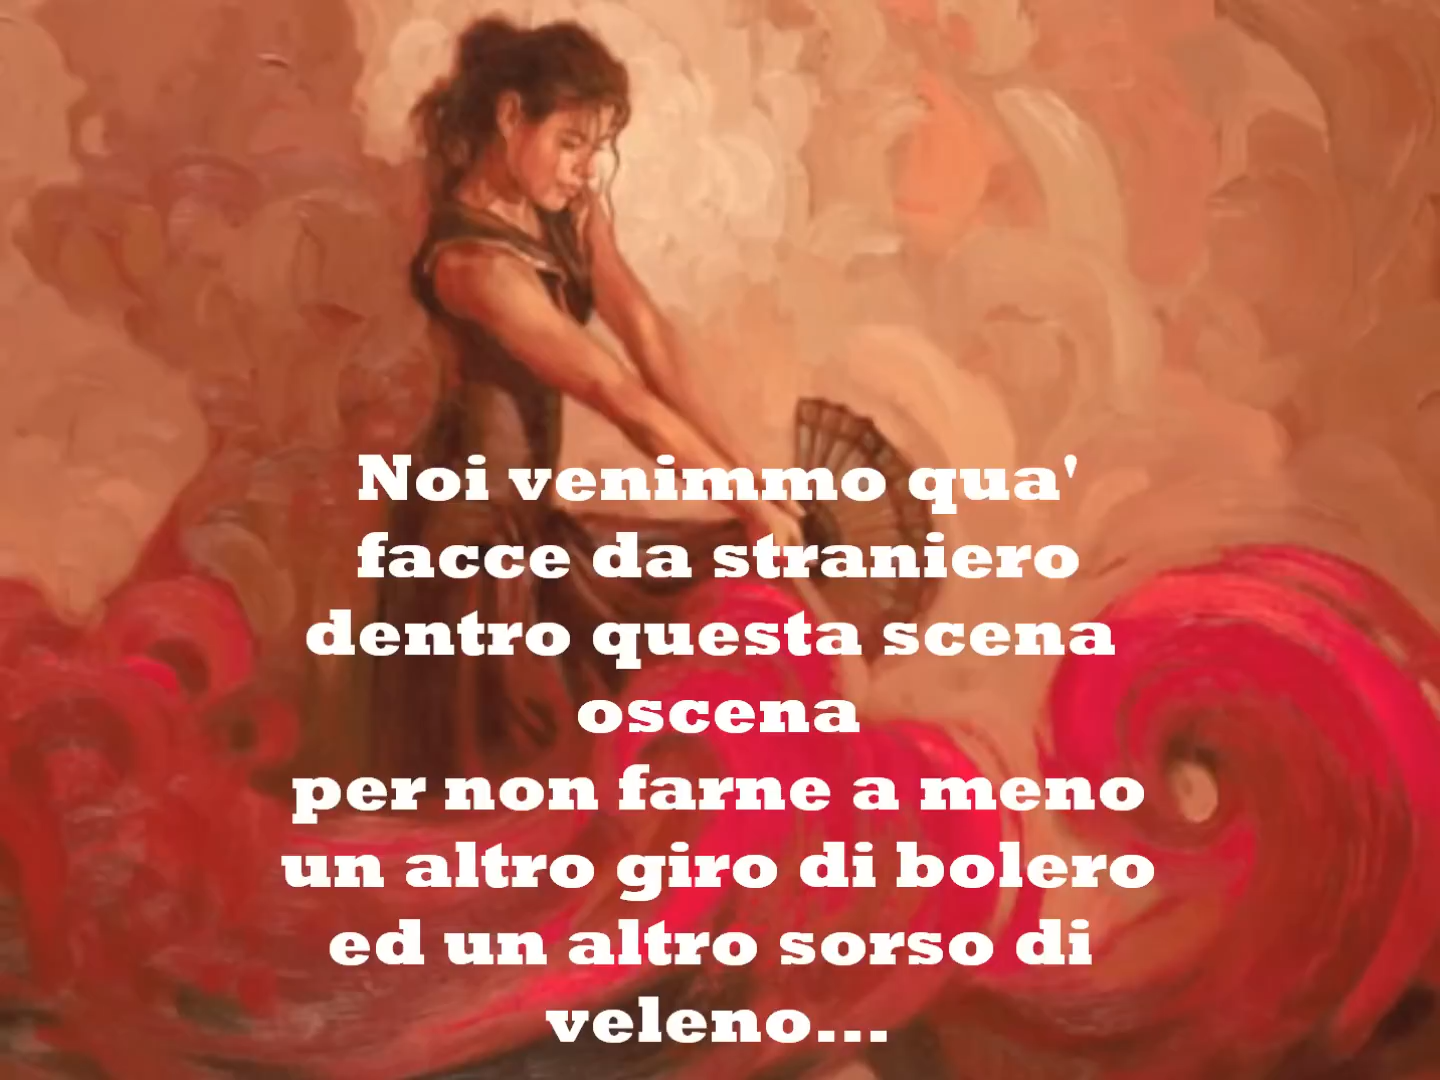 Noi venimmo qua'
facce da straniero
dentro questa scena
oscena
per non farne a meno
un altro giro di bolero
ed un altro sorso di
veleno...